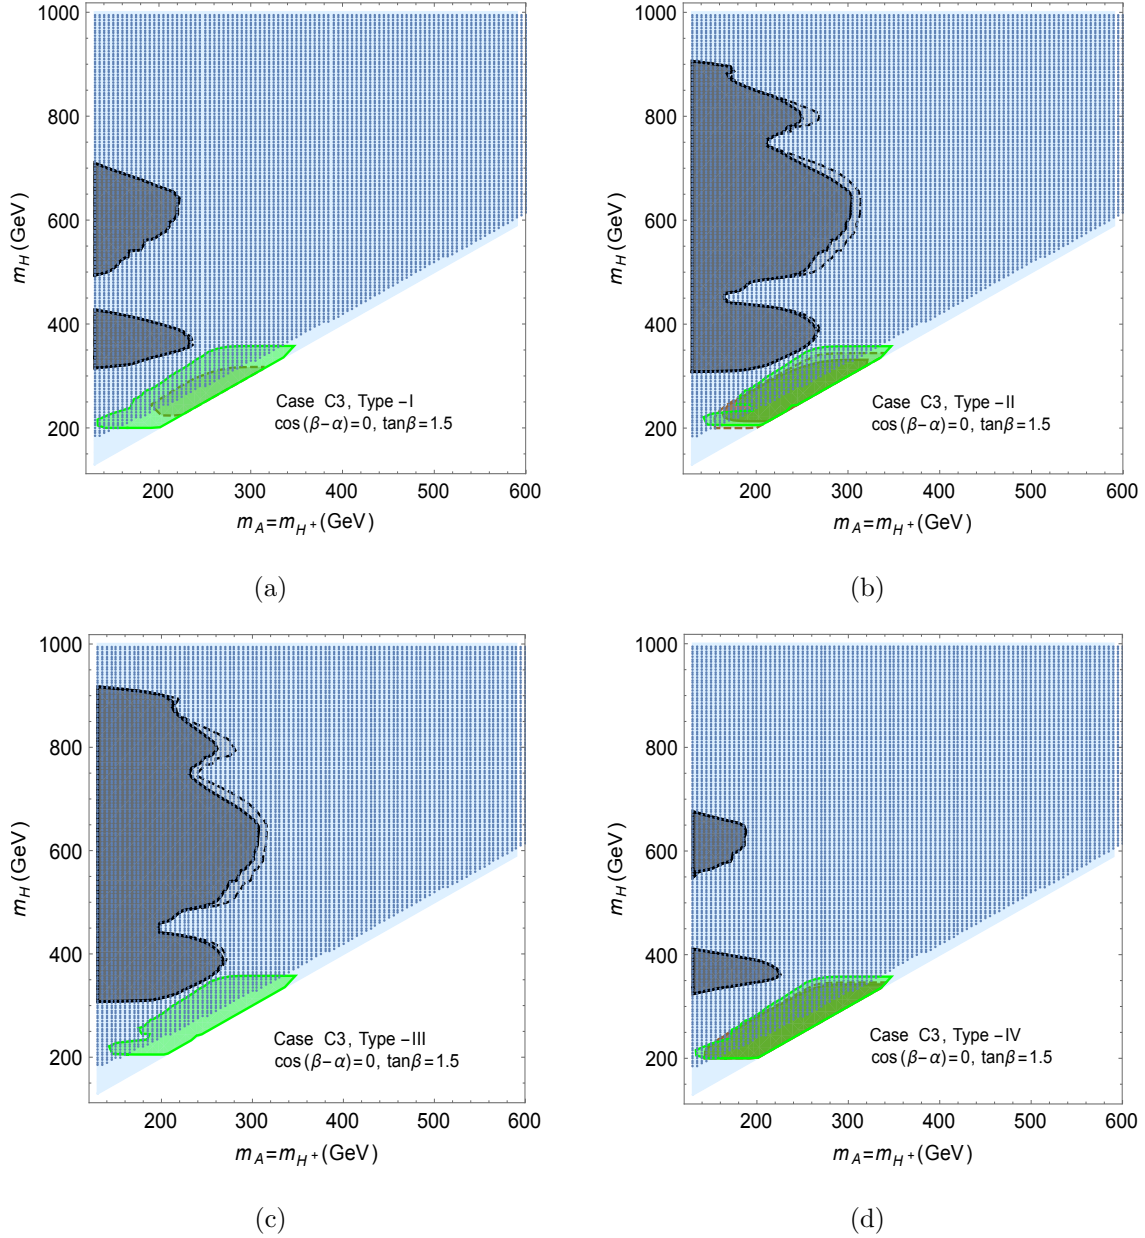 1000
800
600
400
200
m_H (GeV)
Case C3, Type -I
cos(β-α)=0, tanβ=1.5
200 300 400 500 600
m_A=m_H+ (GeV)
(a)
1000
800
600
400
200
m_H (GeV)
Case C3, Type -II
cos(β-α)=0, tanβ=1.5
200 300 400 500 600
m_A=m_H+ (GeV)
(b)
1000
800
600
400
200
m_H (GeV)
Case C3, Type -III
cos(β-α)=0, tanβ=1.5
200 300 400 500 600
m_A=m_H+ (GeV)
(c)
1000
800
600
400
200
m_H (GeV)
Case C3, Type -IV
cos(β-α)=0, tanβ=1.5
200 300 400 500 600
m_A=m_H+ (GeV)
(d)